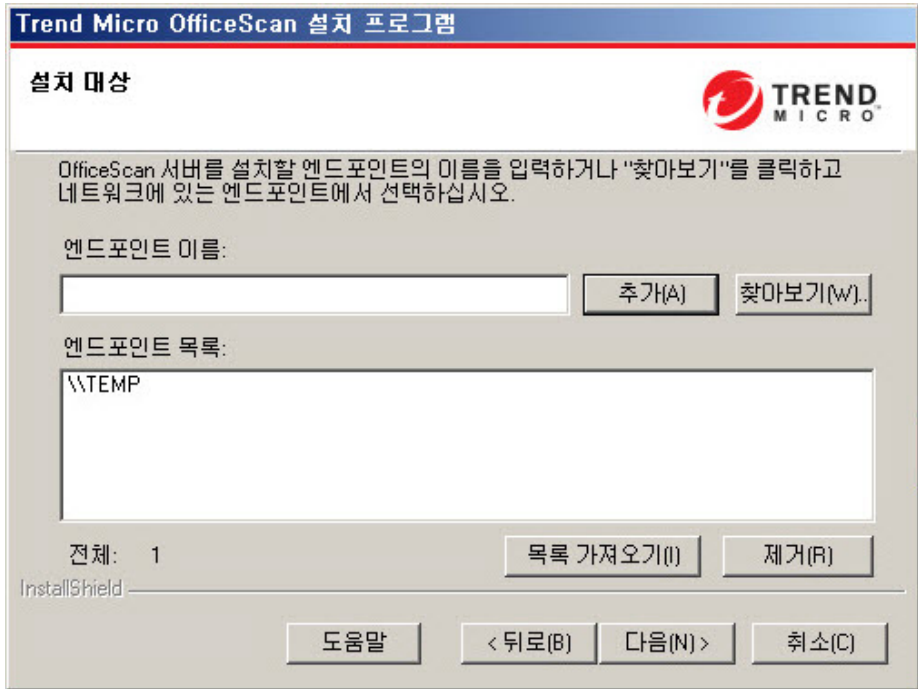 Trend Micro OfficeScan 설치 프로그램
설치 대상
TREND
MICRO
OfficeScan 서버를 설치할 엔드포인트의 이름을 입력하거나 "찾아보기"를 클릭하고
네트워크에 있는 엔드포인트에서 선택하십시오.
엔드포인트 이름:
추가(A)
찾아보기(W)..
엔드포인트 목록:
\\TEMP
전체: 1
목록 가져오기(I)
제거(R)
InstallShield
도움말
< 뒤로(B)
다음(N) >
취소(C)